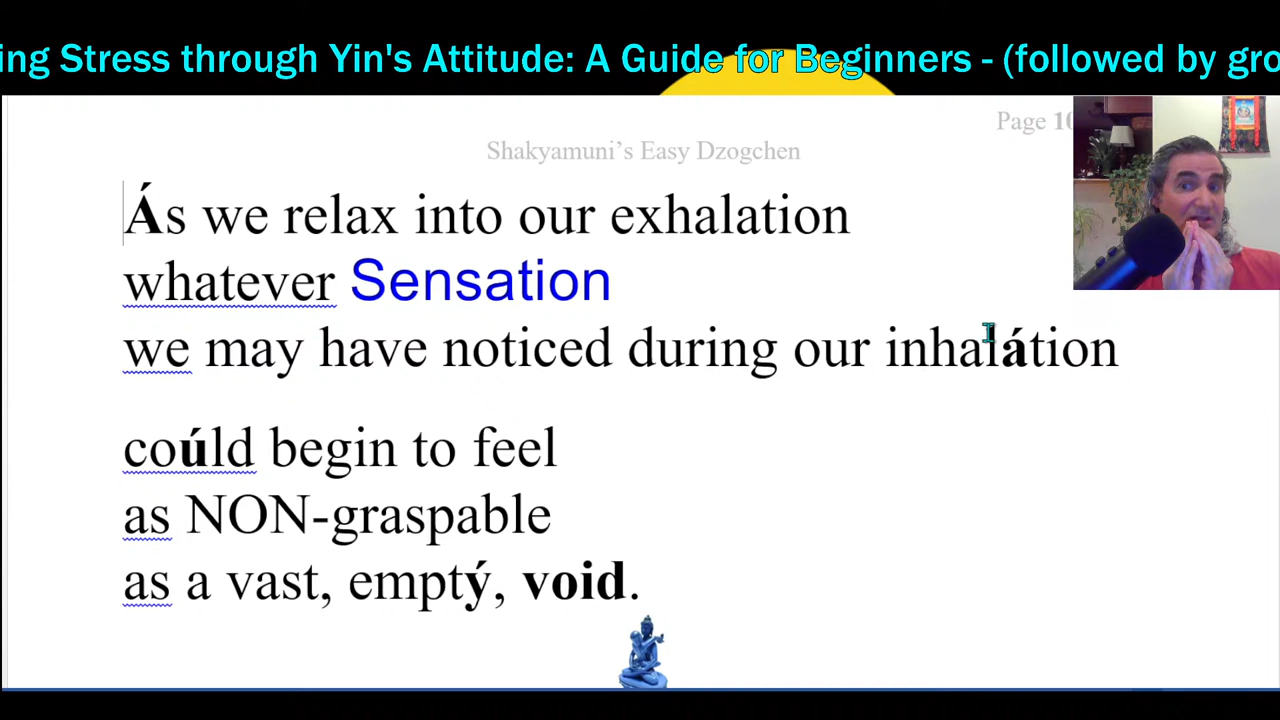 ing Stress through Yin's Attitude: A Guide for Beginners - (followed by gro
Page 10
Shakyamuni’s Easy Dzogchen
Ás we relax into our exhalation
whatever Sensation
we may have noticed during our inhalátion
coúld begin to feel
as NON-graspable
as a vast, emptý, void.